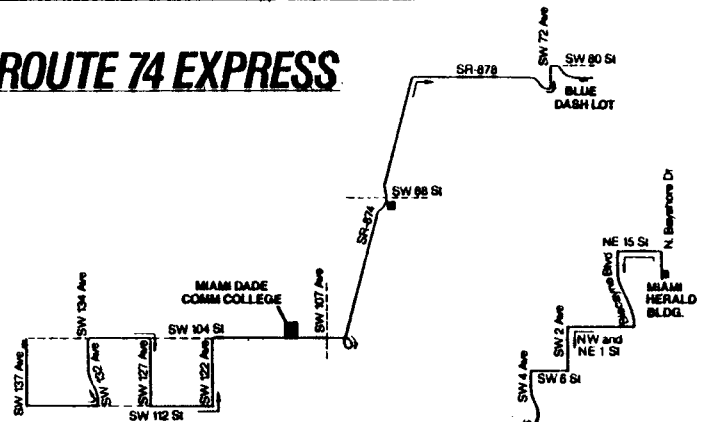 ROUTE 74 EXPRESS
SW 72 Ave
SW 80 St
SR-878
BLUE
DASH LOT
SW 88 St
SR-874
N. Bayshore Dr
NE 15 St
Biscayne Blvd
MIAMI
HERALD
BLDG.
MIAMI DADE
COMM COLLEGE
SW 107 Ave
SW 134 Ave
SW 104 St
SW 2 Ave
NW and
NE 1 St
SW 137 Ave
SW 132 Ave
SW 127 Ave
SW 122 Ave
SW 4 Ave
SW 6 St
SW 112 St